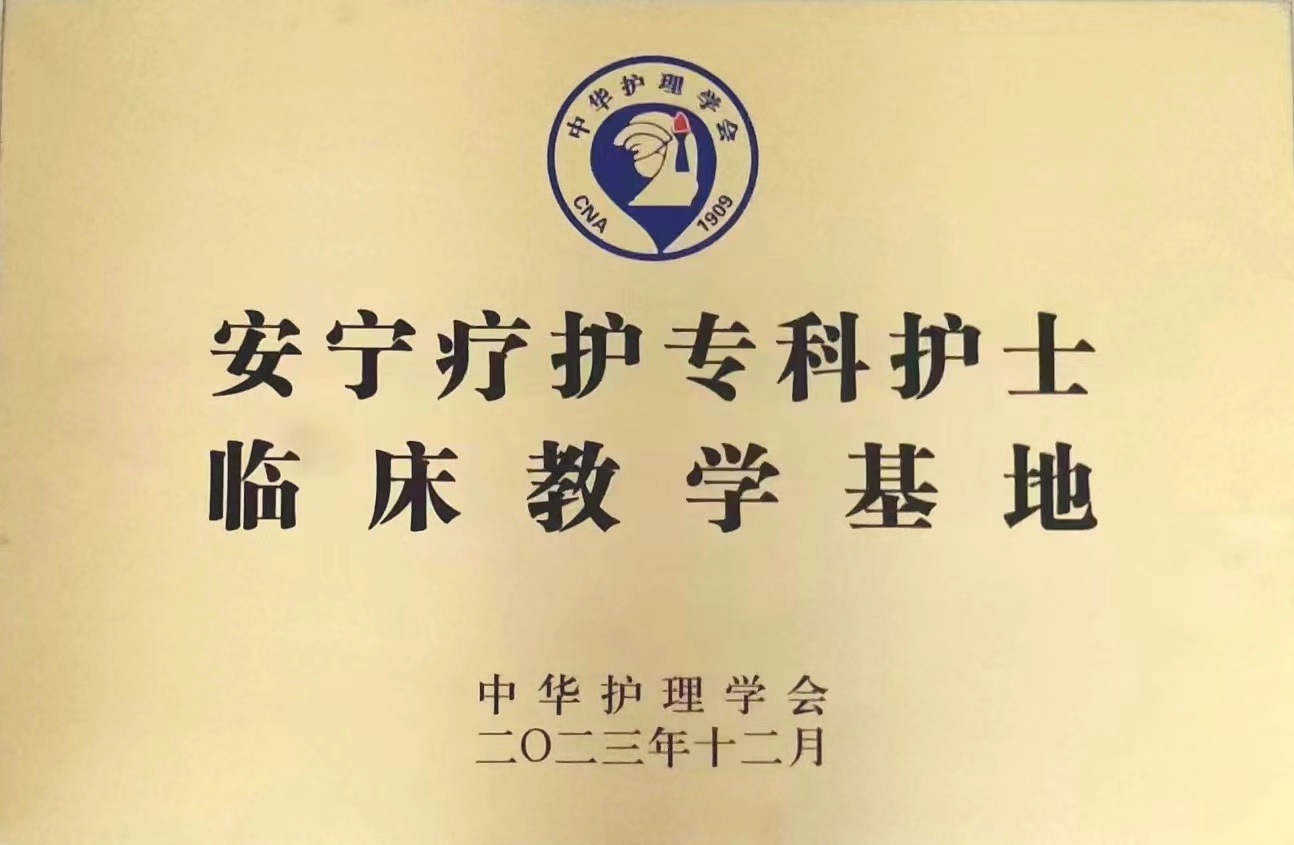 中华护理学会
CNA 1909
安宁疗护专科护士
临床教学基地
中华护理学会
二〇二三年十二月